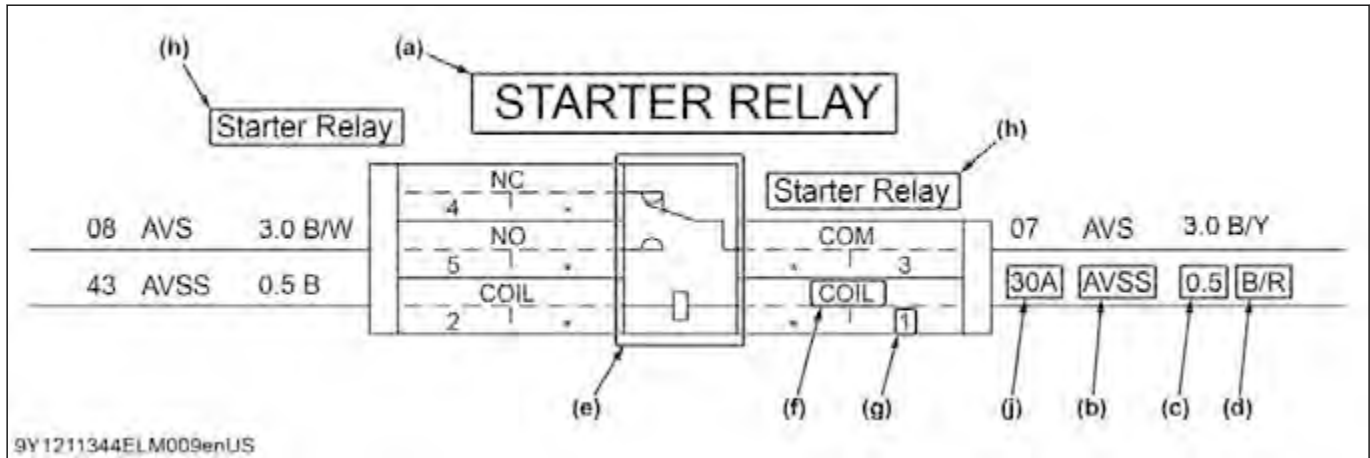 (h)
(a)
STARTER RELAY
Starter Relay
(h)
Starter Relay
NC
4
08 AVS 3.0 B/W
NO
5
COM
3
07 AVS 3.0 B/Y
43 AVSS 0.5 B
COIL
2
COIL
1
30A AVSS 0.5 B/R
(e)
(f)
(g)
(j)
(b)
(c)
(d)
9Y1211344ELM009enUS